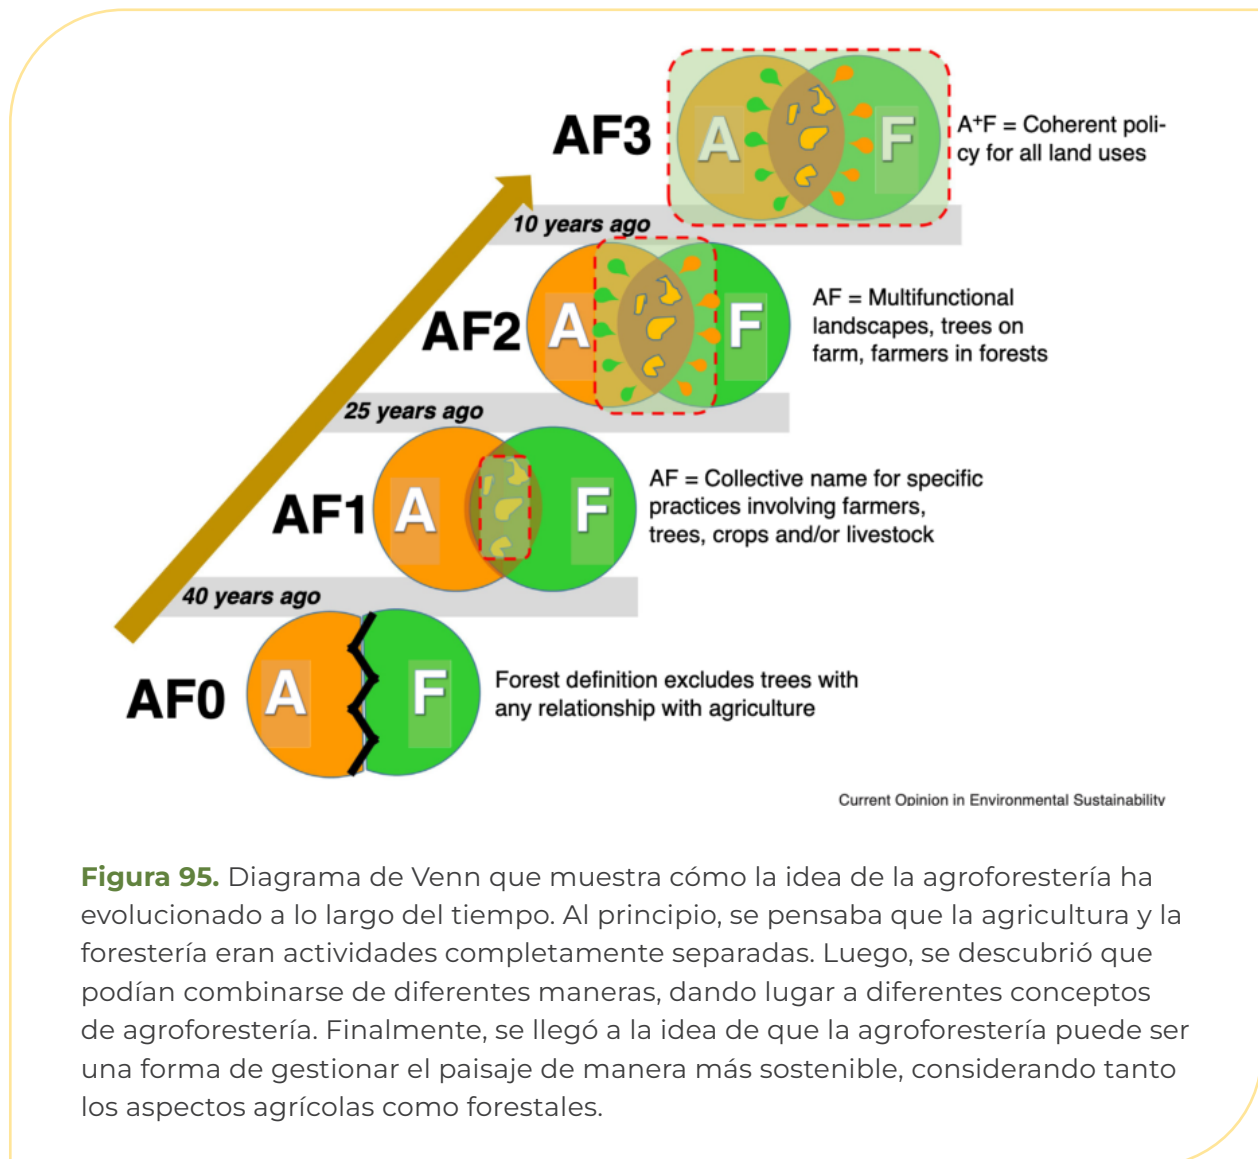 AF3
A F
A+F = Coherent poli-
cy for all land uses
10 years ago
AF2
A F
AF = Multifunctional
landscapes, trees on
farm, farmers in forests
25 years ago
AF1
A F
AF = Collective name for specific
practices involving farmers,
trees, crops and/or livestock
40 years ago
AF0
A F
Forest definition excludes trees with
any relationship with agriculture
Current Opinion in Environmental Sustainability
Figura 95. Diagrama de Venn que muestra cómo la idea de la agroforestería ha
evolucionado a lo largo del tiempo. Al principio, se pensaba que la agricultura y la
forestería eran actividades completamente separadas. Luego, se descubrió que
podían combinarse de diferentes maneras, dando lugar a diferentes conceptos
de agroforestería. Finalmente, se llegó a la idea de que la agroforestería puede ser
una forma de gestionar el paisaje de manera más sostenible, considerando tanto
los aspectos agrícolas como forestales.